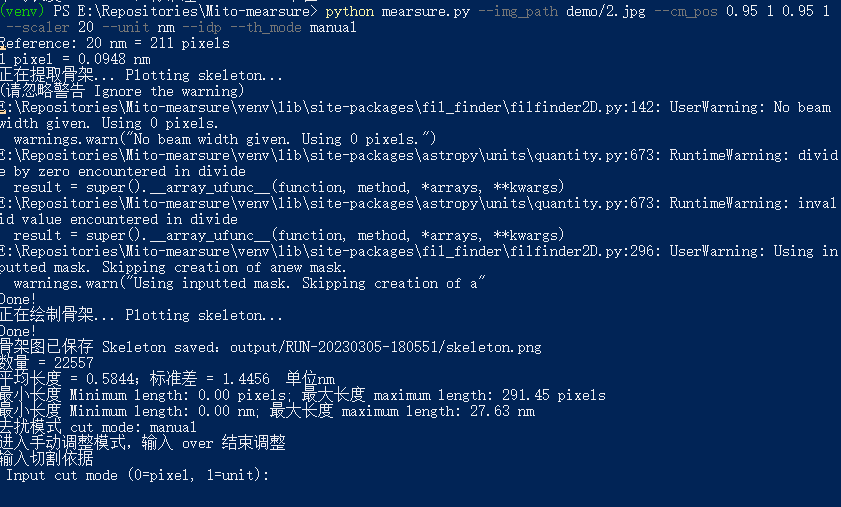 (venv) PS E:\Repositories\Mito-mearsure> python mearsure.py --img_path demo/2.jpg --cm_pos 0.95 1 0.95 1
--scaler 20 --unit nm --idp --th_mode manual
Reference: 20 nm = 211 pixels
1 pixel = 0.0948 nm
正在提取骨架... Plotting skeleton...
(请忽略警告 Ignore the warning)
E:\Repositories\Mito-mearsure\venv\lib\site-packages\fil_finder\filfinder2D.py:142: UserWarning: No beam
width given. Using 0 pixels.
warnings.warn("No beam width given. Using 0 pixels.")
E:\Repositories\Mito-mearsure\venv\lib\site-packages\astropy\units\quantity.py:673: RuntimeWarning: divid
e by zero encountered in divide
result = super().__array_ufunc__(function, method, *arrays, **kwargs)
E:\Repositories\Mito-mearsure\venv\lib\site-packages\astropy\units\quantity.py:673: RuntimeWarning: inval
id value encountered in divide
result = super().__array_ufunc__(function, method, *arrays, **kwargs)
E:\Repositories\Mito-mearsure\venv\lib\site-packages\fil_finder\filfinder2D.py:296: UserWarning: Using in
putted mask. Skipping creation of anew mask.
warnings.warn("Using inputted mask. Skipping creation of a"
Done!
正在绘制骨架... Plotting skeleton...
Done!
骨架图已保存 Skeleton saved: output/RUN-20230305-180551/skeleton.png
数量 = 22557
平均长度 = 0.5844; 标准差 = 1.4456 单位nm
最小长度 Minimum length: 0.00 pixels; 最大长度 maximum length: 291.45 pixels
最小长度 Minimum length: 0.00 nm; 最大长度 maximum length: 27.63 nm
去扰模式 cut mode: manual
进入手动调整模式，输入 over 结束调整
输入切割依据
Input cut mode (0=pixel, 1=unit):